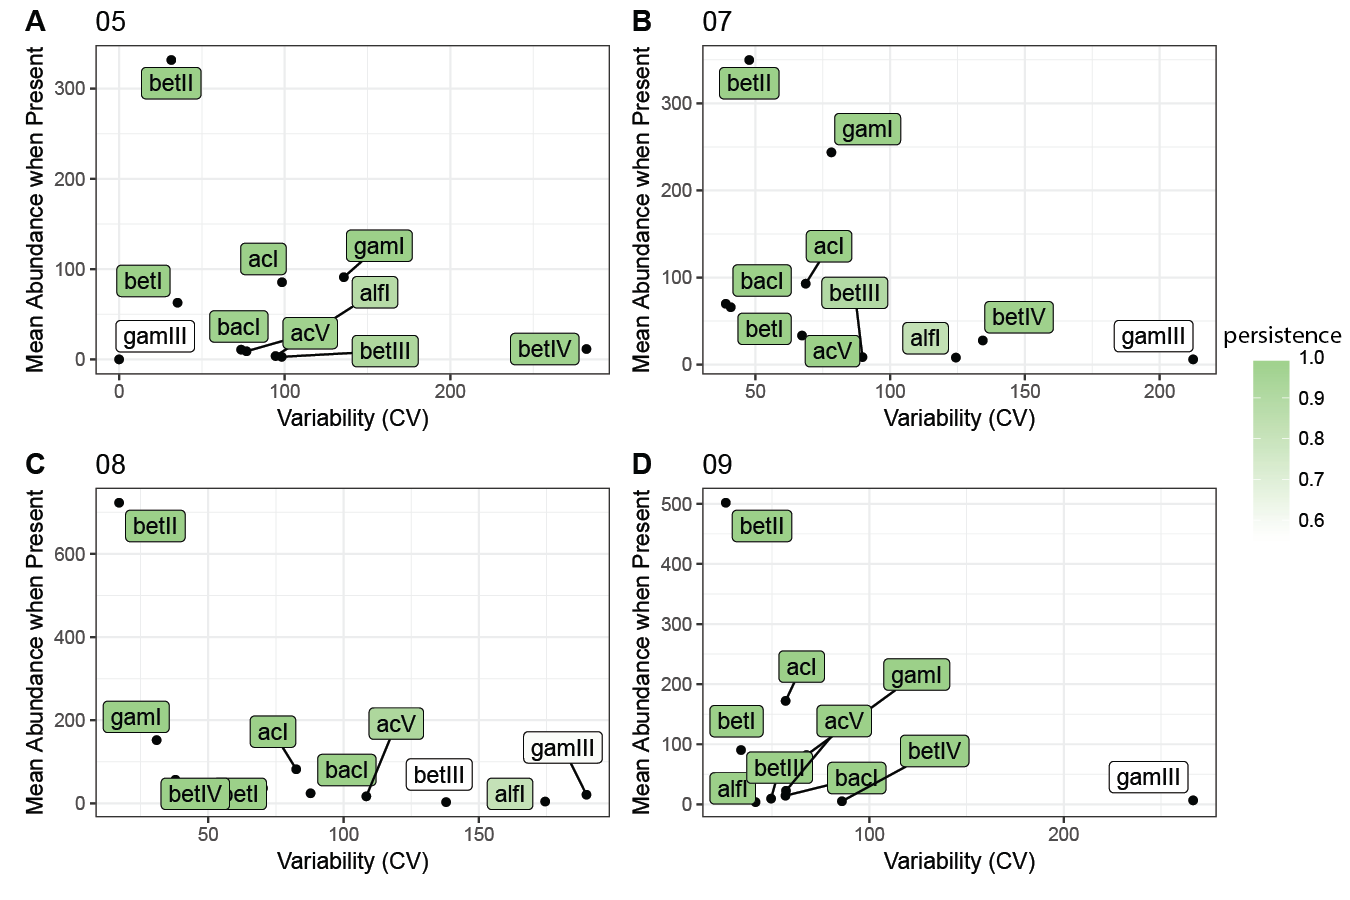 A 05
Mean Abundance when Present
300
200
100
0
betII
gamI
acI
betI
alfI
bacI
acV
gamIII
betIII
betIV
0 100 200
Variability (CV)
B 07
Mean Abundance when Present
300
200
100
0
betII
gamI
acI
bacI
betIII
betI
betIV
alfI
gamIII
acV
50 100 150 200
Variability (CV)
persistence
1.0
0.9
0.8
0.7
0.6
C 08
Mean Abundance when Present
600
400
200
0
betII
gamI
acI
acV
gamIII
bacI
betIII
betIV
betI
alfI
50 100 150
Variability (CV)
D 09
Mean Abundance when Present
500
400
300
200
100
0
betII
acI
gamI
betI
acV
betIV
betIII
bacI
gamIII
alfI
100 200
Variability (CV)